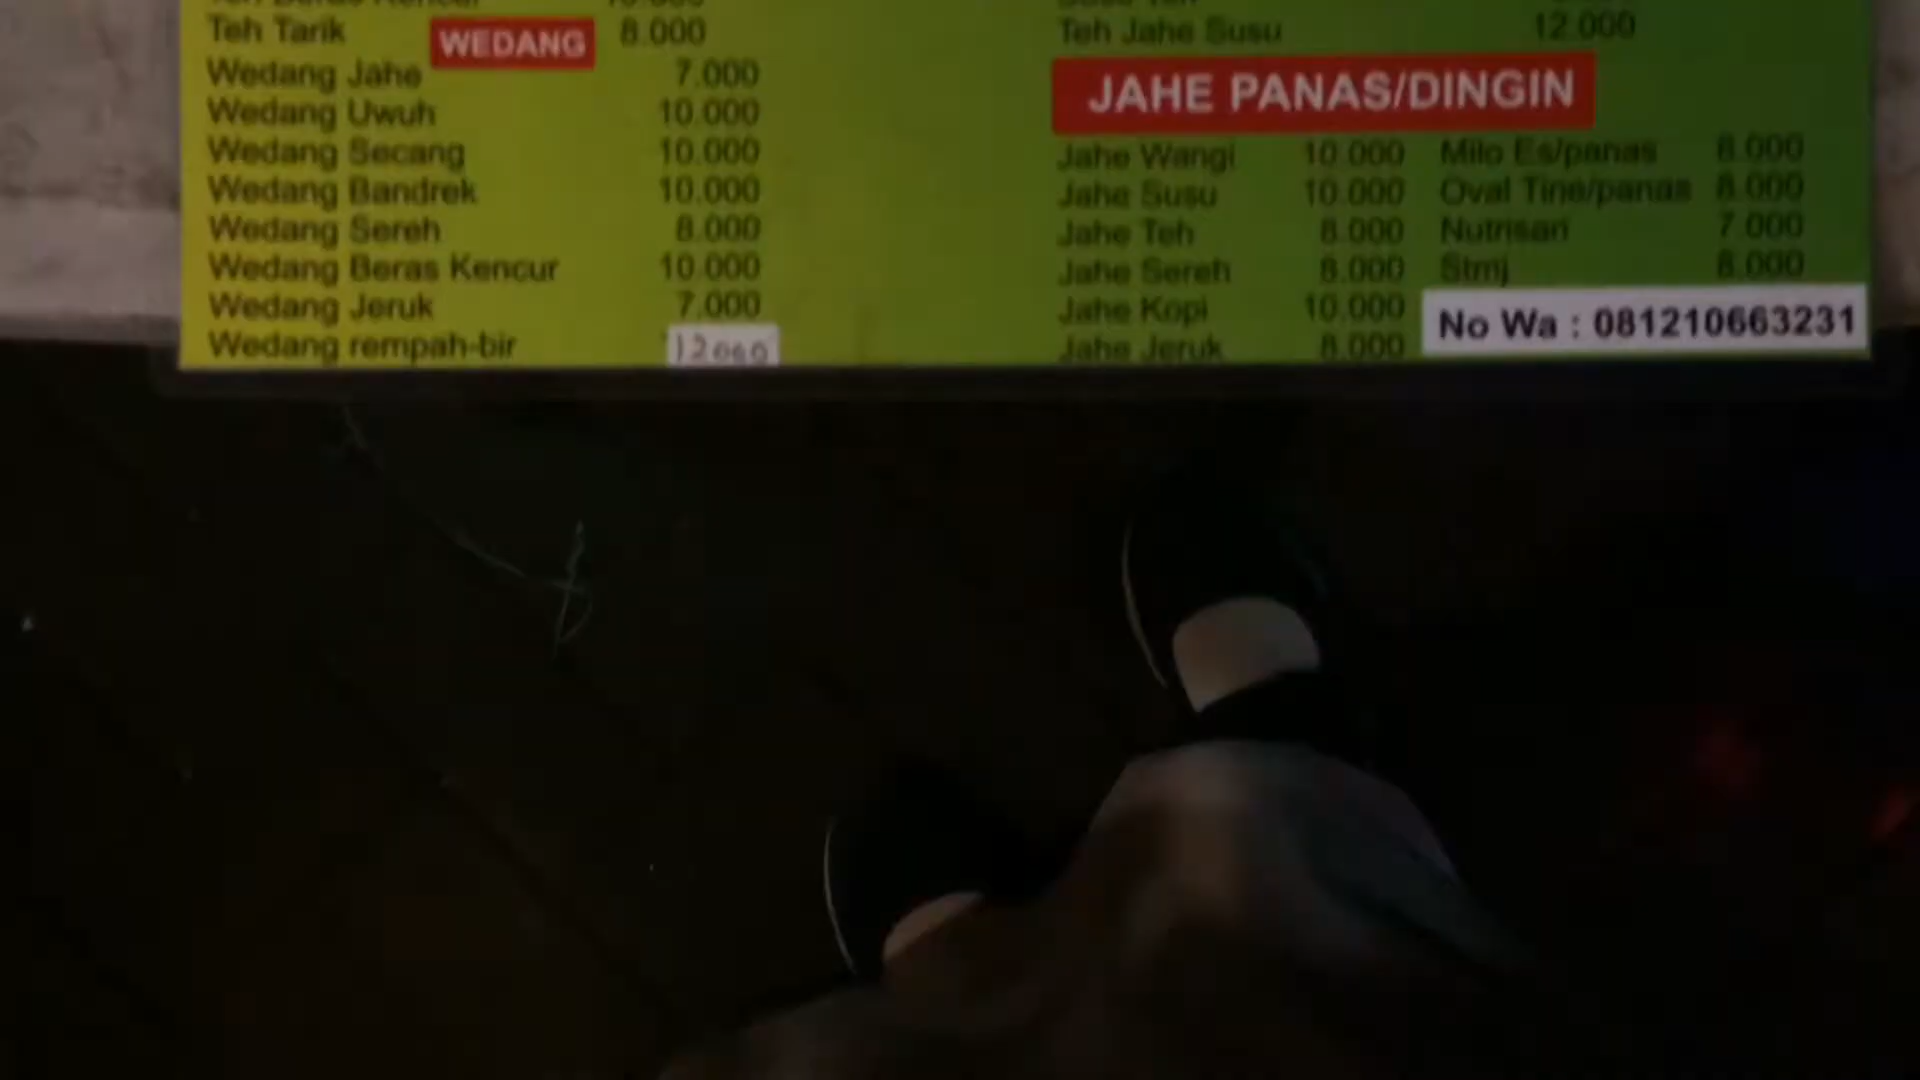 Teh Tarik 8.000
WEDANG
Wedang Jahe 7.000
Wedang Uwuh 10.000
Wedang Secang 10.000
Wedang Bandrek 10.000
Wedang Sereh 8.000
Wedang Beras Kencur 10.000
Wedang Jeruk 7.000
Wedang rempah-bir 12000
Teh Jahe Susu 12.000
JAHE PANAS/DINGIN
Jahe Wangi 10.000
Jahe Susu 10.000
Jahe Teh 8.000
Jahe Sereh 8.000
Jahe Kopi 10.000
Jahe Jeruk 8.000
Milo Es/panas 8.000
Oval Tine/panas 8.000
Nutrisari 7.000
Stmj 8.000
No Wa : 081210663231